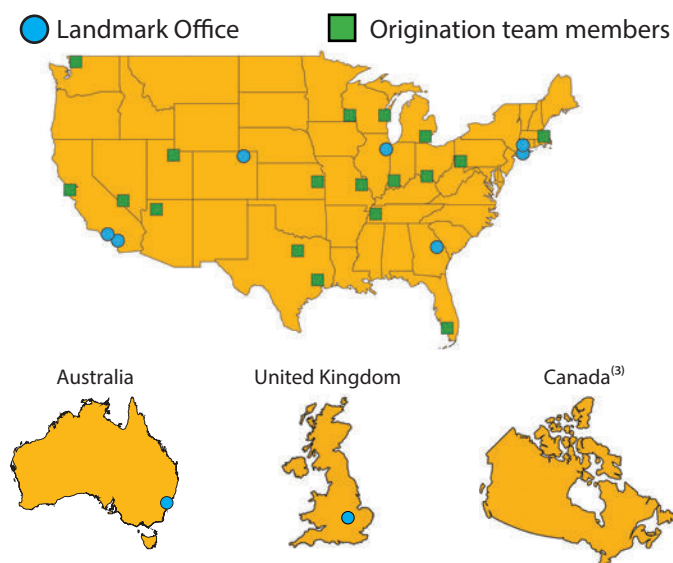 Landmark Office
Origination team members
Australia
United Kingdom
Canada(3)